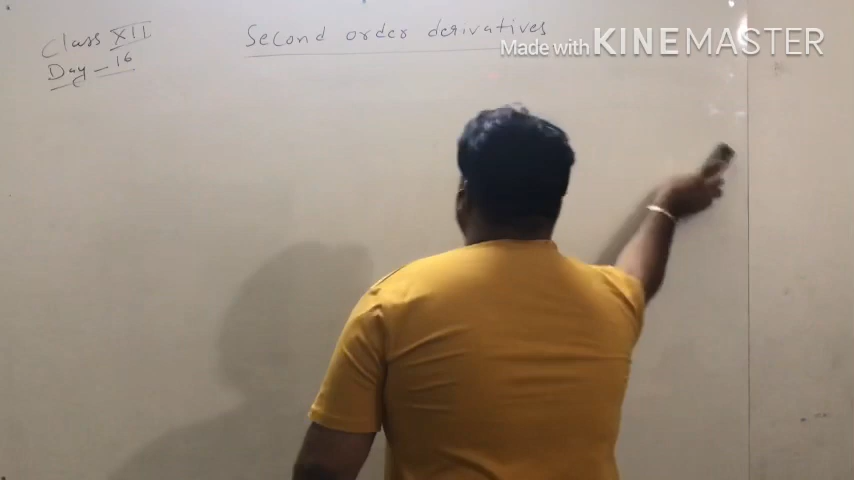 Class XII
Second order derivatives
Day - 16
Made with KINEMASTER